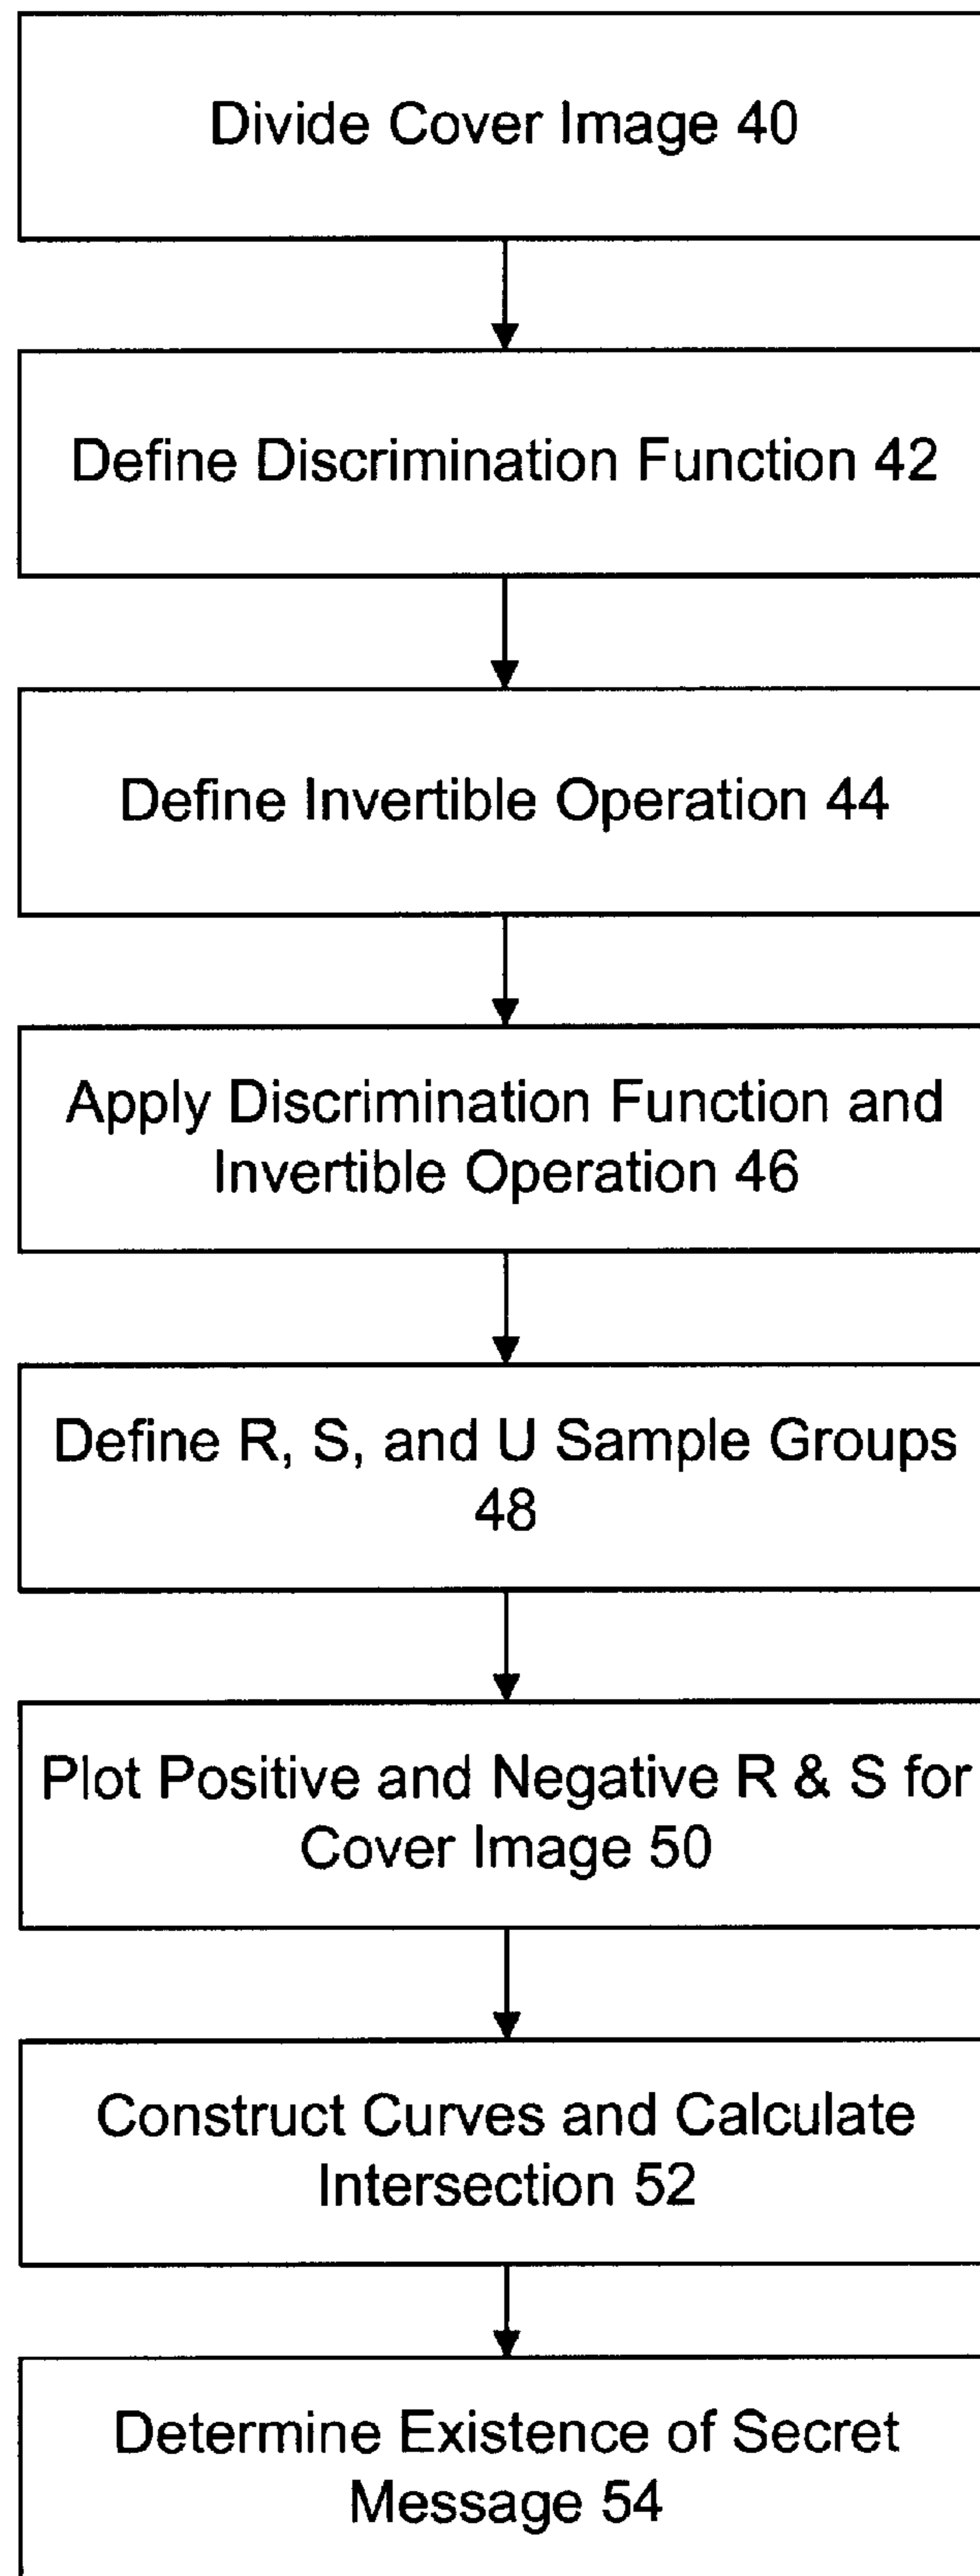 Divide Cover Image 40
Define Discrimination Function 42
Define Invertible Operation 44
Apply Discrimination Function and
Invertible Operation 46
Define R, S, and U Sample Groups
48
Plot Positive and Negative R & S for
Cover Image 50
Construct Curves and Calculate
Intersection 52
Determine Existence of Secret
Message 54